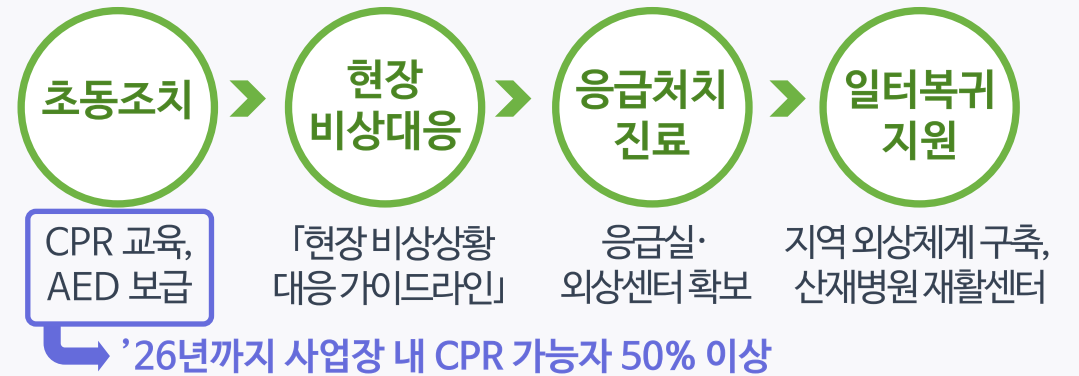 초동조치
현장
비상대응
응급처치
진료
일터복귀
지원
CPR 교육,
AED 보급
「현장 비상상황
대응 가이드라인」
응급실·
외상센터 확보
지역 외상체계 구축,
산재병원 재활센터
’26년까지 사업장 내 CPR 가능자 50% 이상